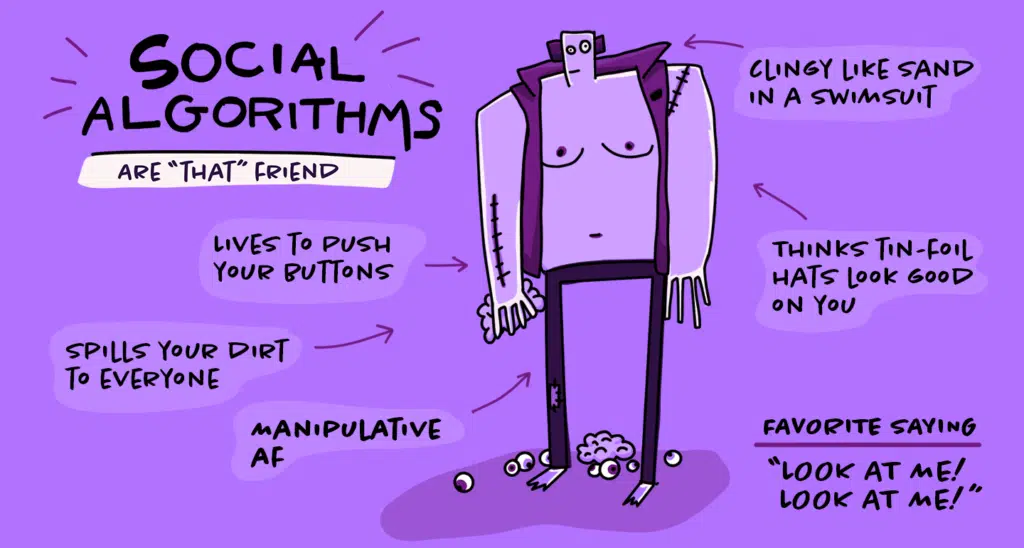 SOCIAL
ALGORITHMS
ARE "THAT" FRIEND
CLINGY LIKE SAND
IN A SWIMSUIT
LIVES TO PUSH
YOUR BUTTONS
THINKS TIN-FOIL
HATS LOOK GOOD
ON YOU
SPILLS YOUR DIRT
TO EVERYONE
MANIPULATIVE
AF
FAVORITE SAYING
"LOOK AT ME!
LOOK AT ME!"